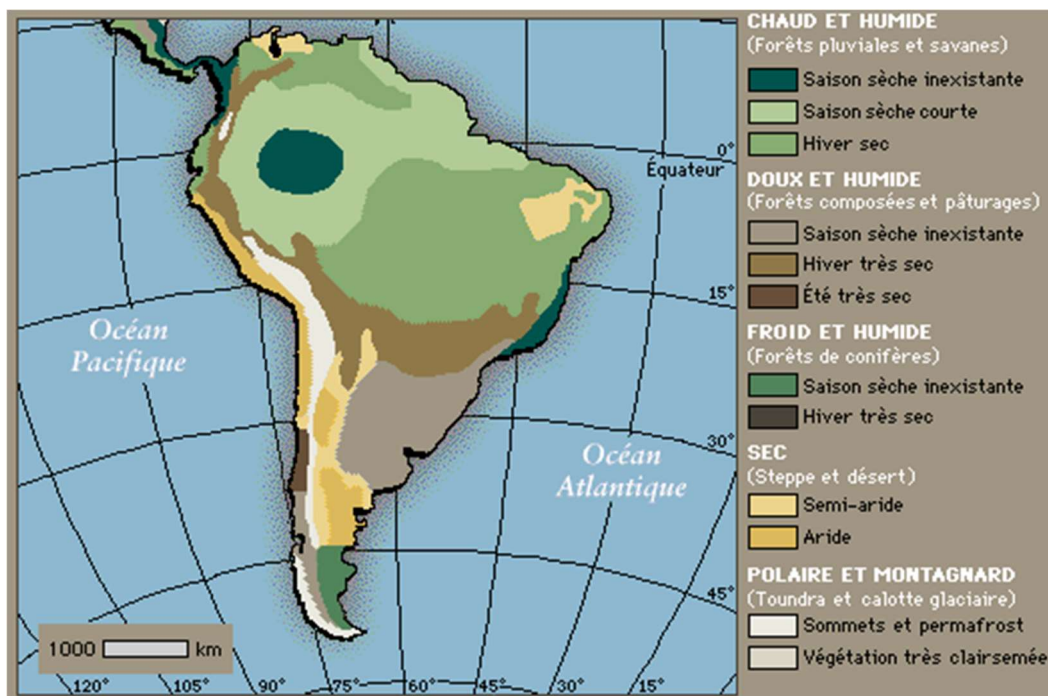 CHAUD ET HUMIDE
(Forêts pluviales et savanes)
Saison sèche inexistante
Saison sèche courte
Hiver sec
DOUX ET HUMIDE
(Forêts composées et pâturages)
Saison sèche inexistante
Hiver très sec
Été très sec
FROID ET HUMIDE
(Forêts de conifères)
Saison sèche inexistante
Hiver très sec
SEC
(Steppe et désert)
Semi-aride
Aride
POLAIRE ET MONTAGNARD
(Toundra et calotte glaciaire)
Sommets et permafrost
Végétation très clairsemée
0°
Équateur
15°
30°
45°
Océan
Pacifique
Océan
Atlantique
1000 km
120° 105° 90° 75° 60° 45° 30° 15°